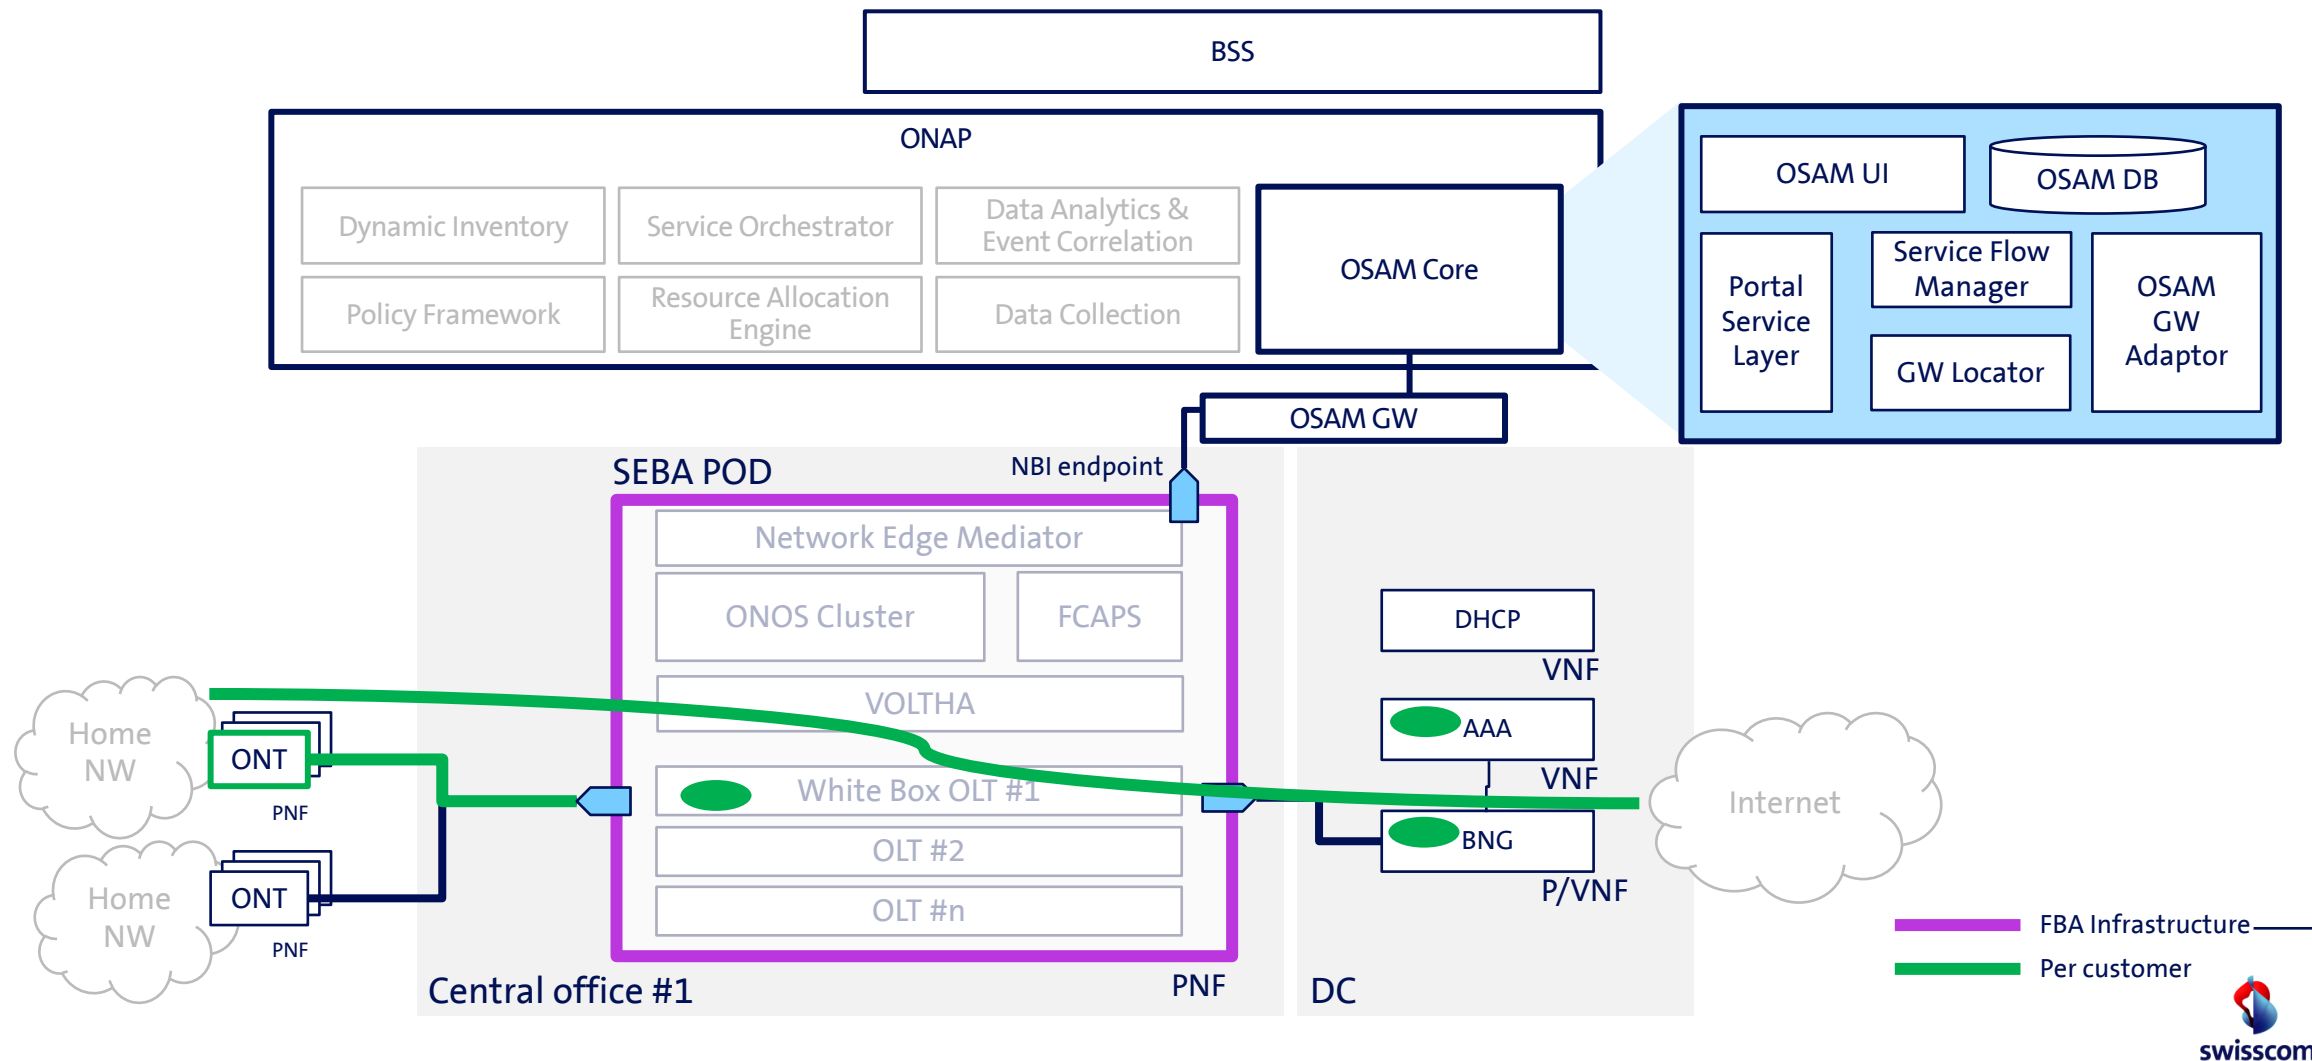 BSS
ONAP
Dynamic Inventory
Service Orchestrator
Data Analytics &
Event Correlation
Policy Framework
Resource Allocation
Engine
Data Collection
OSAM Core
OSAM UI
OSAM DB
Portal
Service
Layer
Service Flow
Manager
GW Locator
OSAM
GW
Adaptor
OSAM GW
SEBA POD
NBI endpoint
Network Edge Mediator
ONOS Cluster
FCAPS
VOLTHA
White Box OLT #1
OLT #2
OLT #n
Home
NW
ONT
PNF
Home
NW
ONT
PNF
Central office #1
PNF
DHCP
VNF
AAA
VNF
BNG
P/VNF
DC
Internet
FBA Infrastructure
Per customer
swisscom